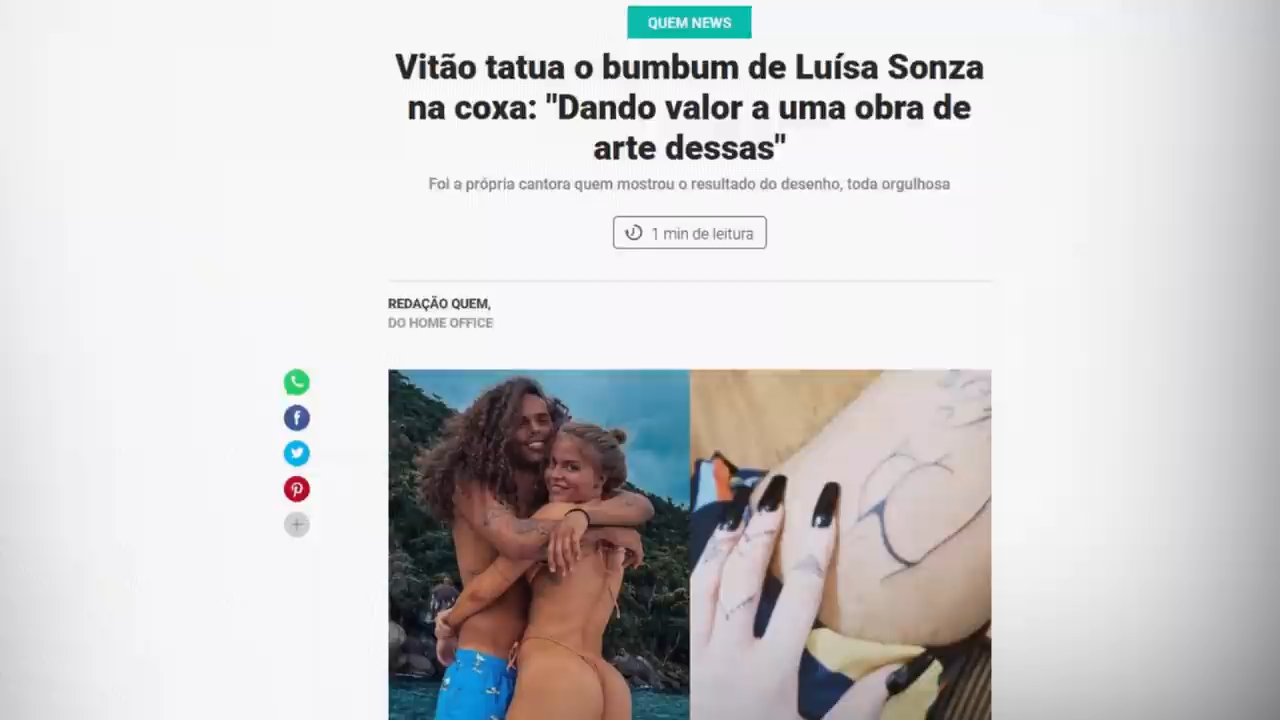 QUEM NEWS
Vitão tatua o bumbum de Luísa Sonza
na coxa: "Dando valor a uma obra de
arte dessas"
Foi a própria cantora quem mostrou o resultado do desenho, toda orgulhosa
1 min de leitura
REDAÇÃO QUEM,
DO HOME OFFICE